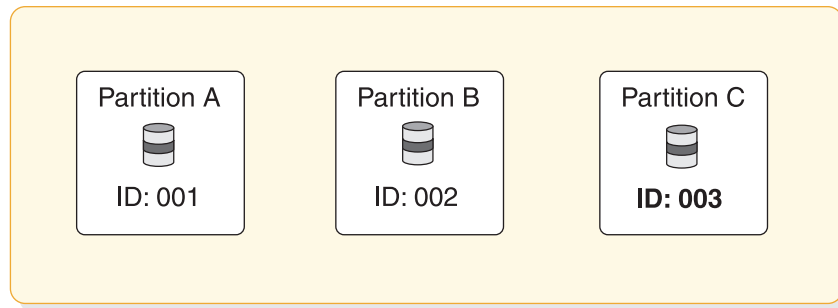 Partition A
ID: 001
Partition B
ID: 002
Partition C
ID: 003